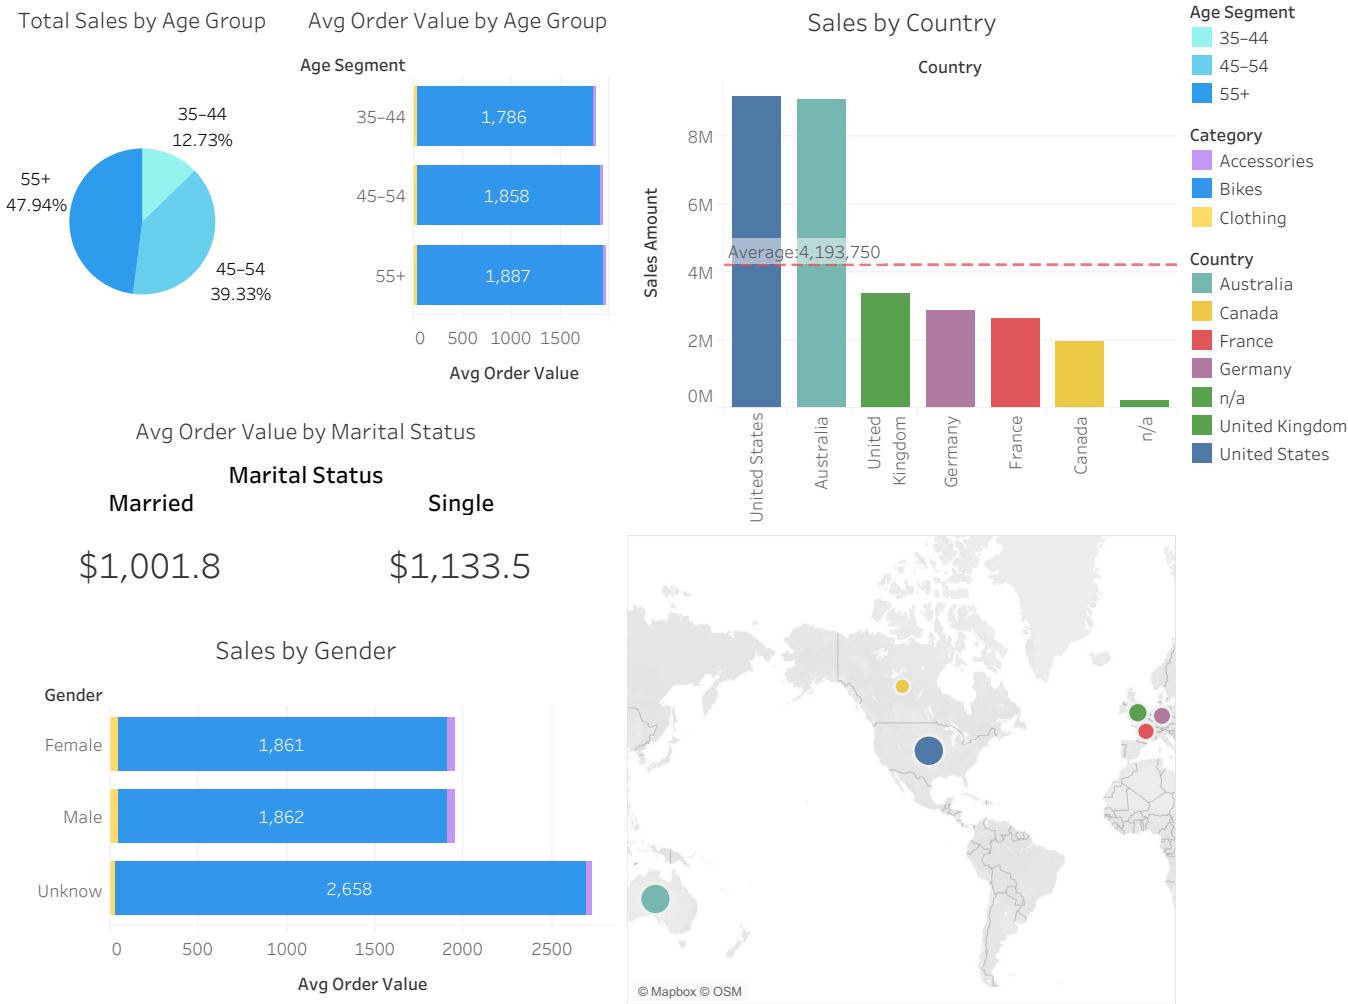 Total Sales by Age Group
35–44
12.73%
55+
47.94%
45–54
39.33%
Avg Order Value by Age Group
Age Segment
35–44
1,786
45–54
1,858
55+
1,887
0 500 1000 1500
Avg Order Value
Sales by Country
Country
Sales Amount
8M
6M
Average:4,193,750
4M
2M
0M
United States
Australia
United
Kingdom
Germany
France
Canada
n/a
Age Segment
35–44
45–54
55+
Category
Accessories
Bikes
Clothing
Country
Australia
Canada
France
Germany
n/a
United Kingdom
United States
Avg Order Value by Marital Status
Marital Status
Married Single
$1,001.8 $1,133.5
Sales by Gender
Gender
Female 1,861
Male 1,862
Unknow 2,658
0 500 1000 1500 2000 2500
Avg Order Value
© Mapbox © OSM